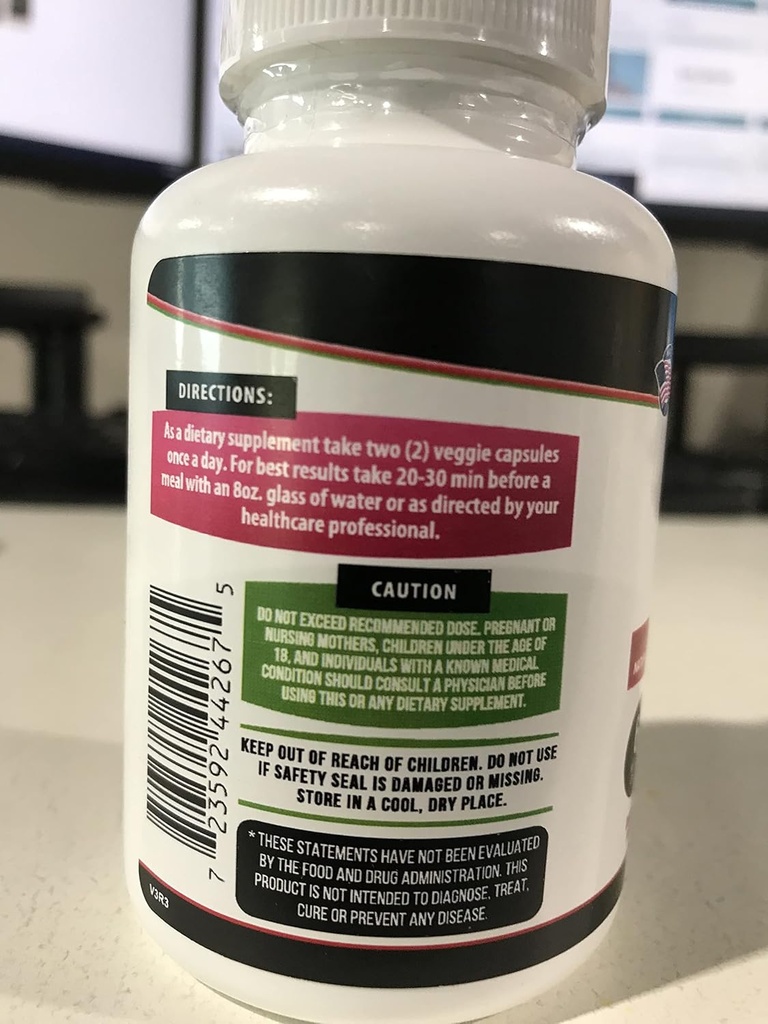 DIRECTIONS:
As a dietary supplement take two (2) veggie capsules
once a day. For best results take 20-30 min before a
meal with an 8oz. glass of water or as directed by your
healthcare professional.
CAUTION
DO NOT EXCEED RECOMMENDED DOSE. PREGNANT OR
NURSING MOTHERS, CHILDREN UNDER THE AGE OF
18, AND INDIVIDUALS WITH A KNOWN MEDICAL
CONDITION SHOULD CONSULT A PHYSICIAN BEFORE
USING THIS OR ANY DIETARY SUPPLEMENT.
KEEP OUT OF REACH OF CHILDREN. DO NOT USE
IF SAFETY SEAL IS DAMAGED OR MISSING.
STORE IN A COOL, DRY PLACE.
* THESE STATEMENTS HAVE NOT BEEN EVALUATED
BY THE FOOD AND DRUG ADMINISTRATION. THIS
PRODUCT IS NOT INTENDED TO DIAGNOSE, TREAT,
CURE OR PREVENT ANY DISEASE.
7 23592 44267 5
V3R3